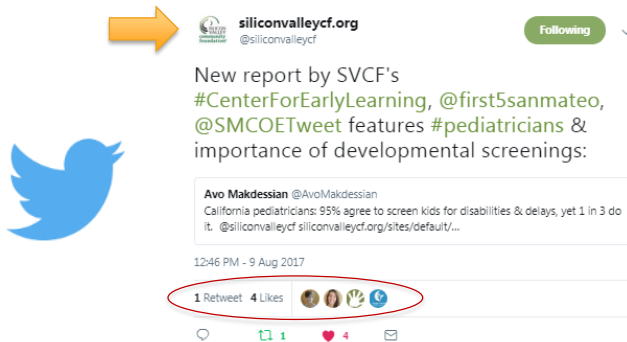 siliconvalleycf.org
@siliconvalleycf
Following
New report by SVCF's
#CenterForEarlyLearning, @first5sanmateo,
@SMCOETweet features #pediatricians &
importance of developmental screenings:
Avo Makdessian @AvoMakdessian
California pediatricians: 95% agree to screen kids for disabilities & delays, yet 1 in 3 do
it. @siliconvalleycf siliconvalleycf.org/sites/default/...
12:46 PM - 9 Aug 2017
1 Retweet 4 Likes
1 4